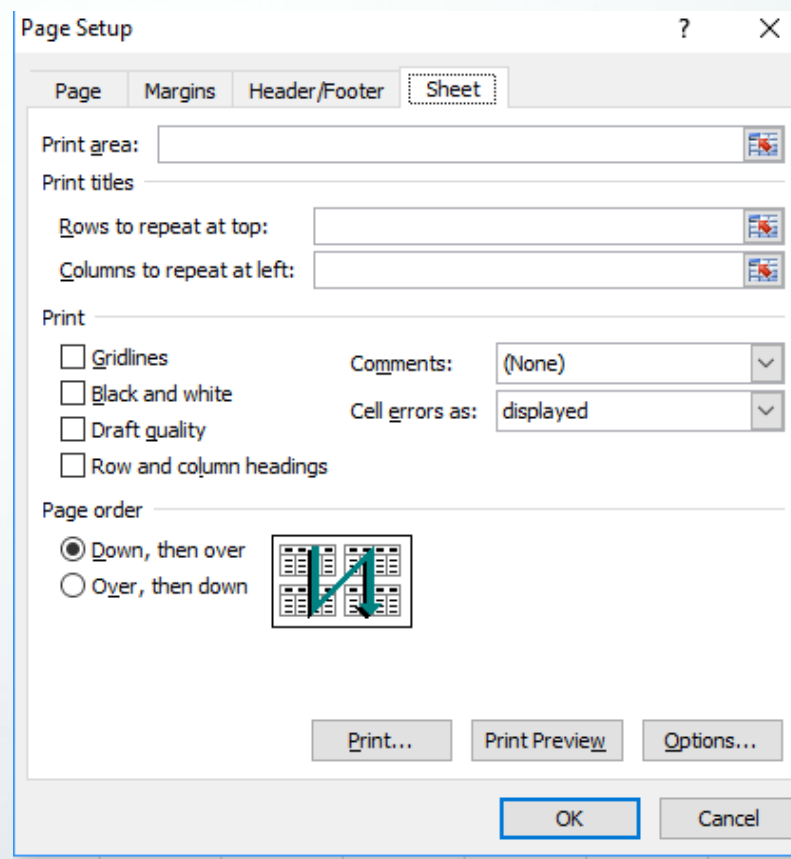 Page Setup ?
Page Margins Header/Footer Sheet
Print area:
Print titles
Rows to repeat at top:
Columns to repeat at left:
Print
Gridlines
Black and white
Draft quality
Row and column headings
Comments: (None)
Cell errors as: displayed
Page order
Down, then over
Over, then down
Print... Print Preview Options...
OK Cancel